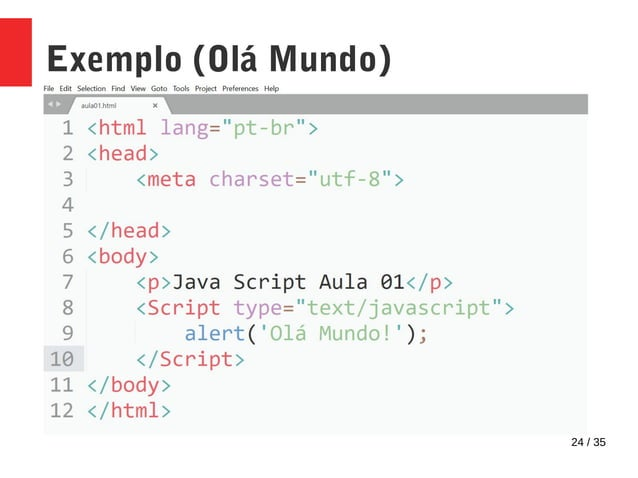 Exemplo (Olá Mundo)
File Edit Selection Find View Goto Tools Project Preferences Help
aula01.html ×
1 <html lang="pt-br">
2 <head>
3     <meta charset="utf-8">
4
5 </head>
6 <body>
7     <p>Java Script Aula 01</p>
8     <Script type="text/javascript">
9         alert('Olá Mundo!');
10     </Script>
11 </body>
12 </html>
24 / 35